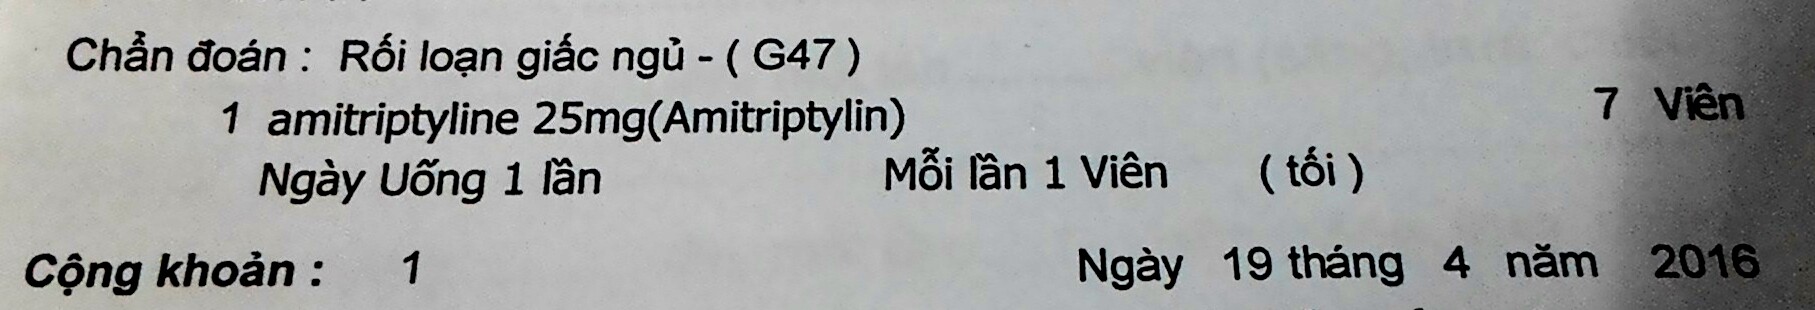 Chẩn đoán : Rối loạn giấc ngủ - ( G47 )
1 amitriptyline 25mg(Amitriptylin) 7 Viên
Ngày Uống 1 lần Mỗi lần 1 Viên ( tối )
Cộng khoản : 1 Ngày 19 tháng 4 năm 2016